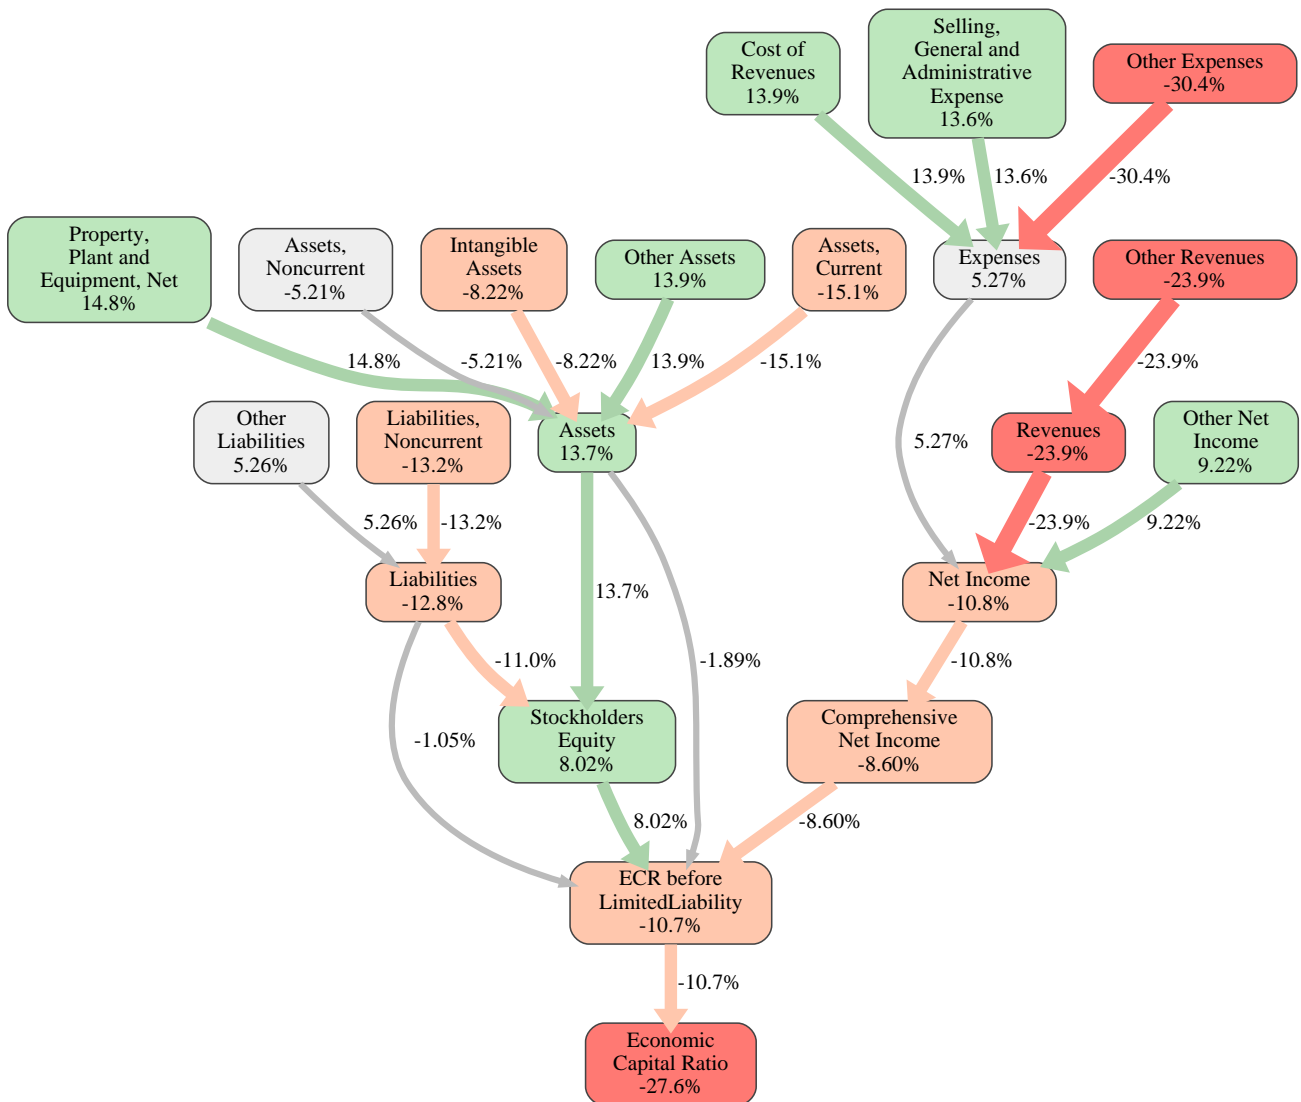 Selling,
General and
Administrative
Expense
13.6%
Cost of
Revenues
13.9%
Other Expenses
-30.4%
13.9%
13.6%
-30.4%
Property,
Plant and
Equipment, Net
14.8%
Assets,
Noncurrent
-5.21%
Intangible
Assets
-8.22%
Other Assets
13.9%
Assets,
Current
-15.1%
Expenses
5.27%
Other Revenues
-23.9%
14.8%
-5.21%
-8.22%
13.9%
-15.1%
-23.9%
Other
Liabilities
5.26%
Liabilities,
Noncurrent
-13.2%
Assets
13.7%
5.27%
Revenues
-23.9%
Other Net
Income
9.22%
5.26%
-13.2%
-23.9%
9.22%
Liabilities
-12.8%
13.7%
Net Income
-10.8%
-11.0%
-1.89%
-10.8%
-1.05%
Stockholders
Equity
8.02%
Comprehensive
Net Income
-8.60%
8.02%
-8.60%
ECR before
LimitedLiability
-10.7%
-10.7%
Economic
Capital Ratio
-27.6%